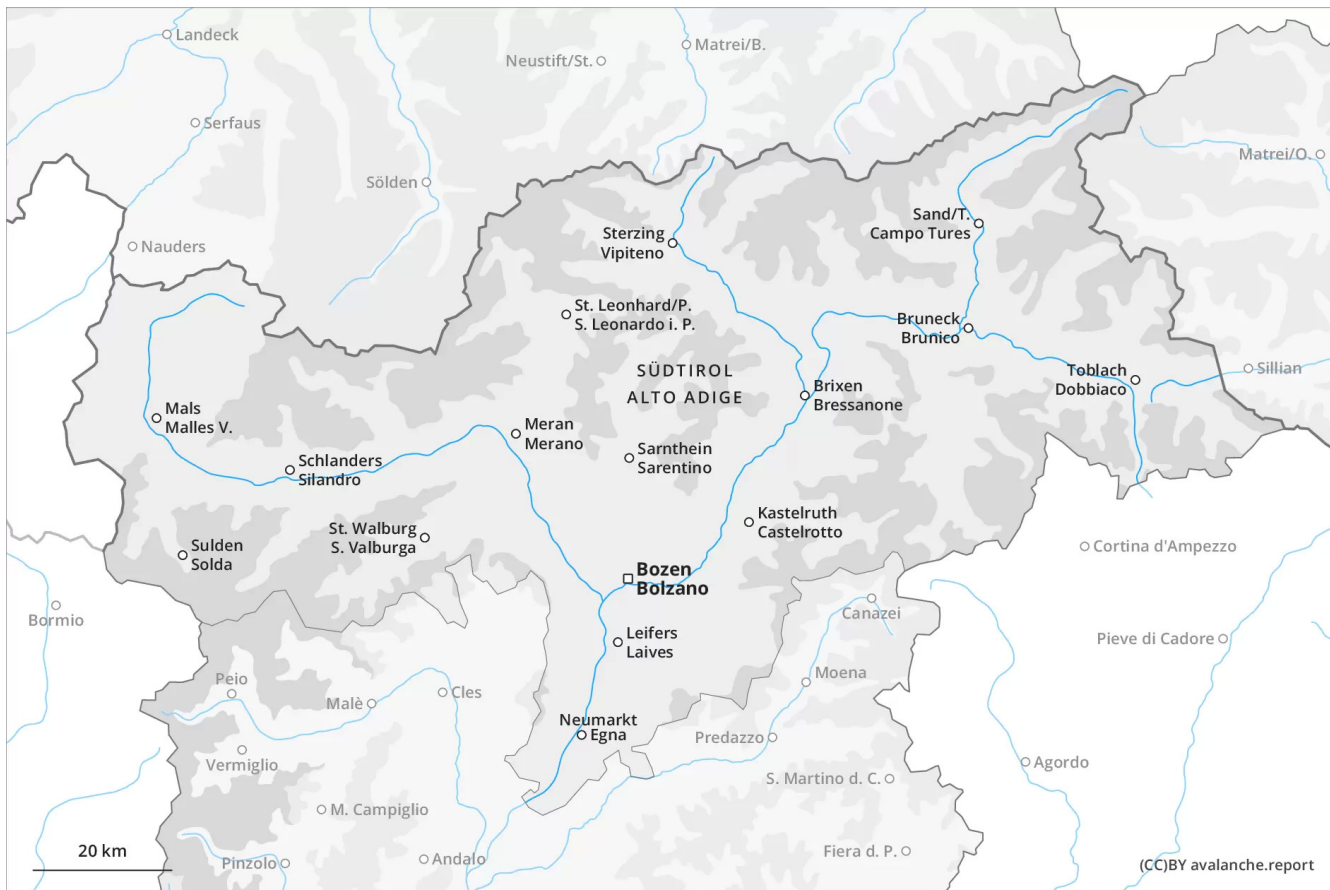 Landeck
Matrei/B.
Neustift/St.
Serfaus
Matrei/O.
Sölden
Sand/T.
Campo Tures
Sterzing
Vipiteno
Nauders
St. Leonhard/P.
S. Leonardo i. P.
Bruneck
Brunico
SÜDTIROL
ALTO ADIGE
Toblach
Dobbiaco
Sillian
Brixen
Bressanone
Mals
Malles V.
Meran
Merano
Sarnthein
Sarentino
Schlanders
Silandro
Kastelruth
Castelrotto
St. Walburg
S. Valburga
Sulden
Solda
Cortina d'Ampezzo
Bozen
Bolzano
Bormio
Canazei
Leifers
Laives
Pieve di Cadore
Peio
Moena
Malè
Cles
Neumarkt
Egna
Predazzo
Vermiglio
Agordo
S. Martino d. C.
M. Campiglio
20 km
Pinzolo
Andalo
Fiera d. P.
(CC)BY avalanche.report